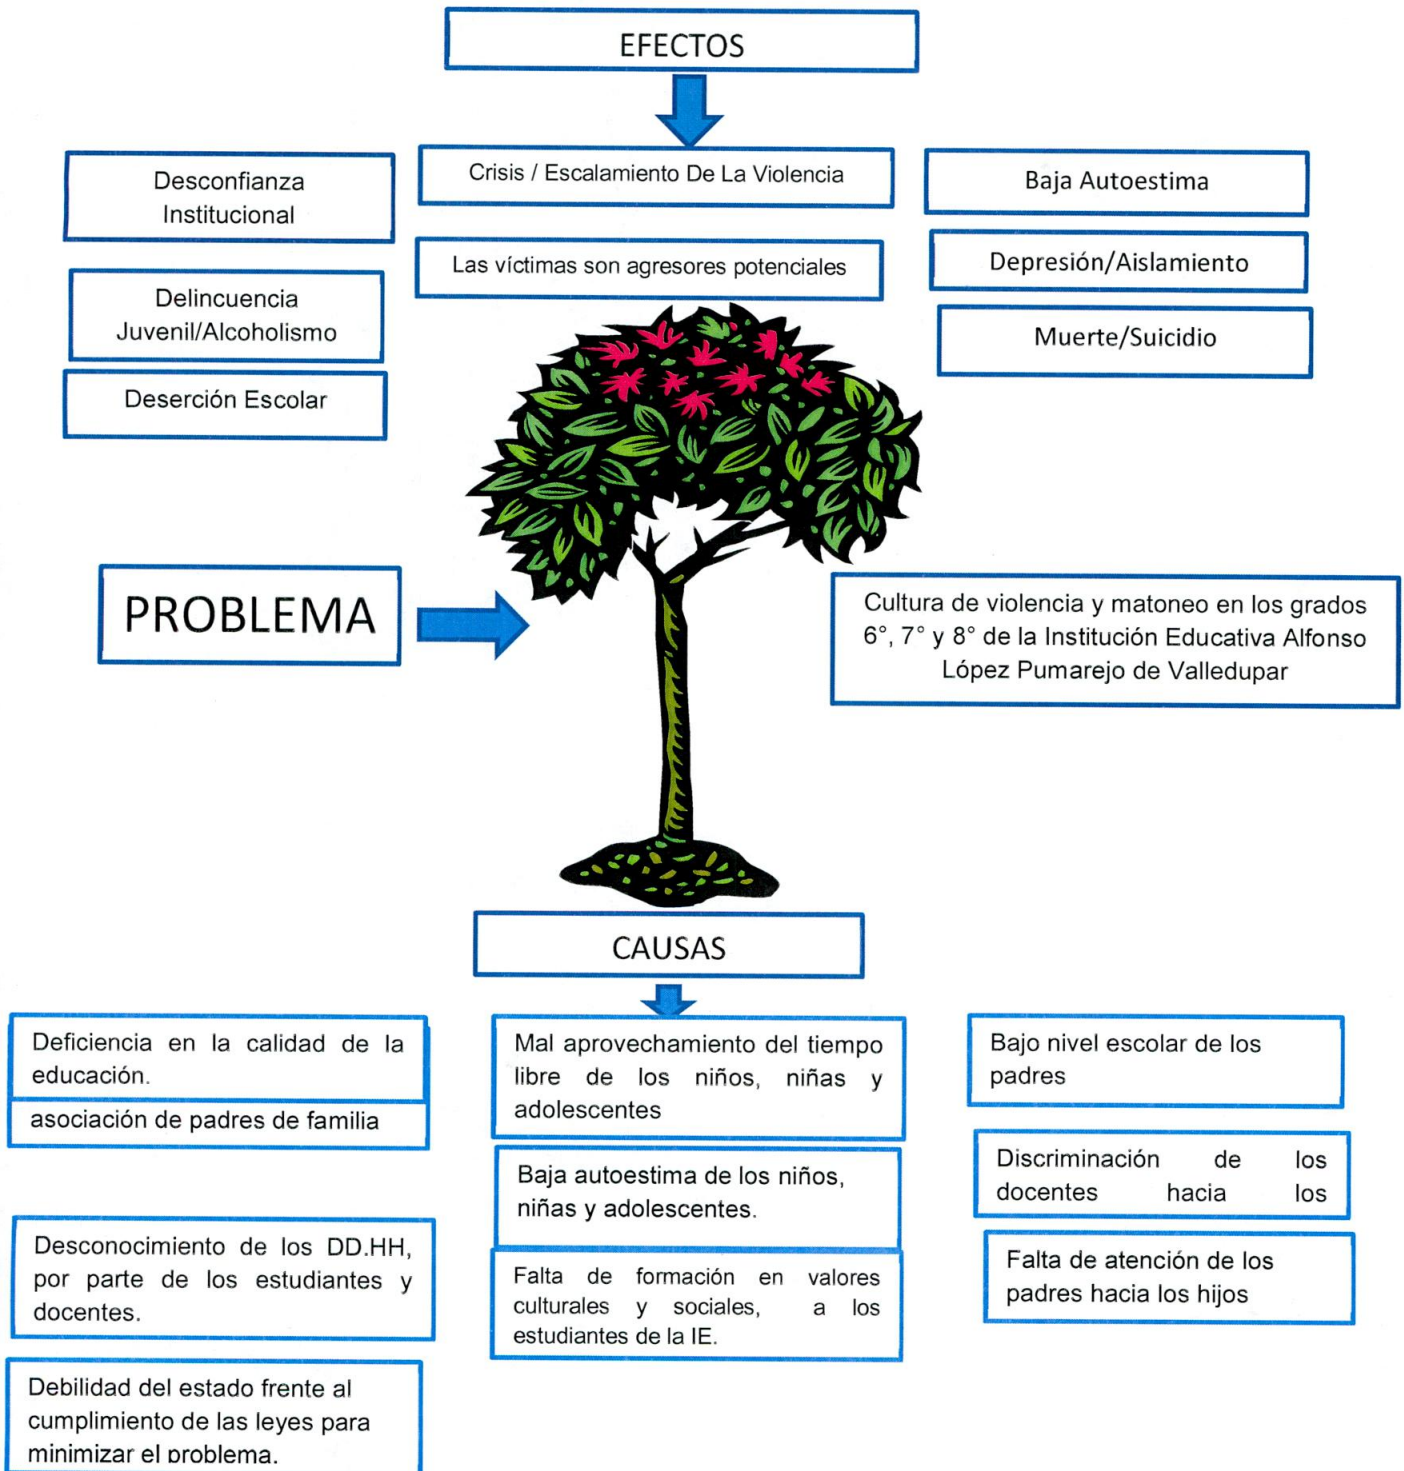 EFECTOS
Desconfianza
Institucional
Delincuencia
Juvenil/Alcoholismo
Deserción Escolar
Crisis / Escalamiento De La Violencia
Las víctimas son agresores potenciales
Baja Autoestima
Depresión/Aislamiento
Muerte/Suicidio
PROBLEMA
Cultura de violencia y matoneo en los grados
6°, 7° y 8° de la Institución Educativa Alfonso
López Pumarejo de Valledupar
CAUSAS
Deficiencia en la calidad de la
educación.
asociación de padres de familia
Desconocimiento de los DD.HH,
por parte de los estudiantes y
docentes.
Debilidad del estado frente al
cumplimiento de las leyes para
minimizar el problema.
Mal aprovechamiento del tiempo
libre de los niños, niñas y
adolescentes
Baja autoestima de los niños,
niñas y adolescentes.
Falta de formación en valores
culturales y sociales, a los
estudiantes de la IE.
Bajo nivel escolar de los
padres
Discriminación de los
docentes hacia los
Falta de atención de los
padres hacia los hijos